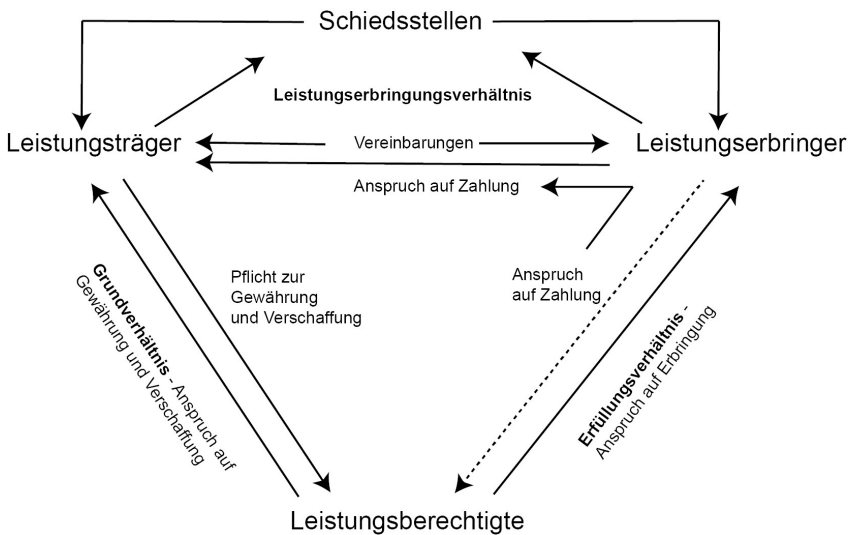 Schiedsstellen
Leistungserbringungsverhältnis
Leistungsträger
Vereinbarungen
Leistungserbringer
Anspruch auf Zahlung
Pflicht zur
Gewährung
und Verschaffung
Anspruch
auf Zahlung
Grundverhältnis - Anspruch auf
Gewährung und Verschaffung
Erfüllungsverhältnis -
Anspruch auf Erbringung
Leistungsberechtigte